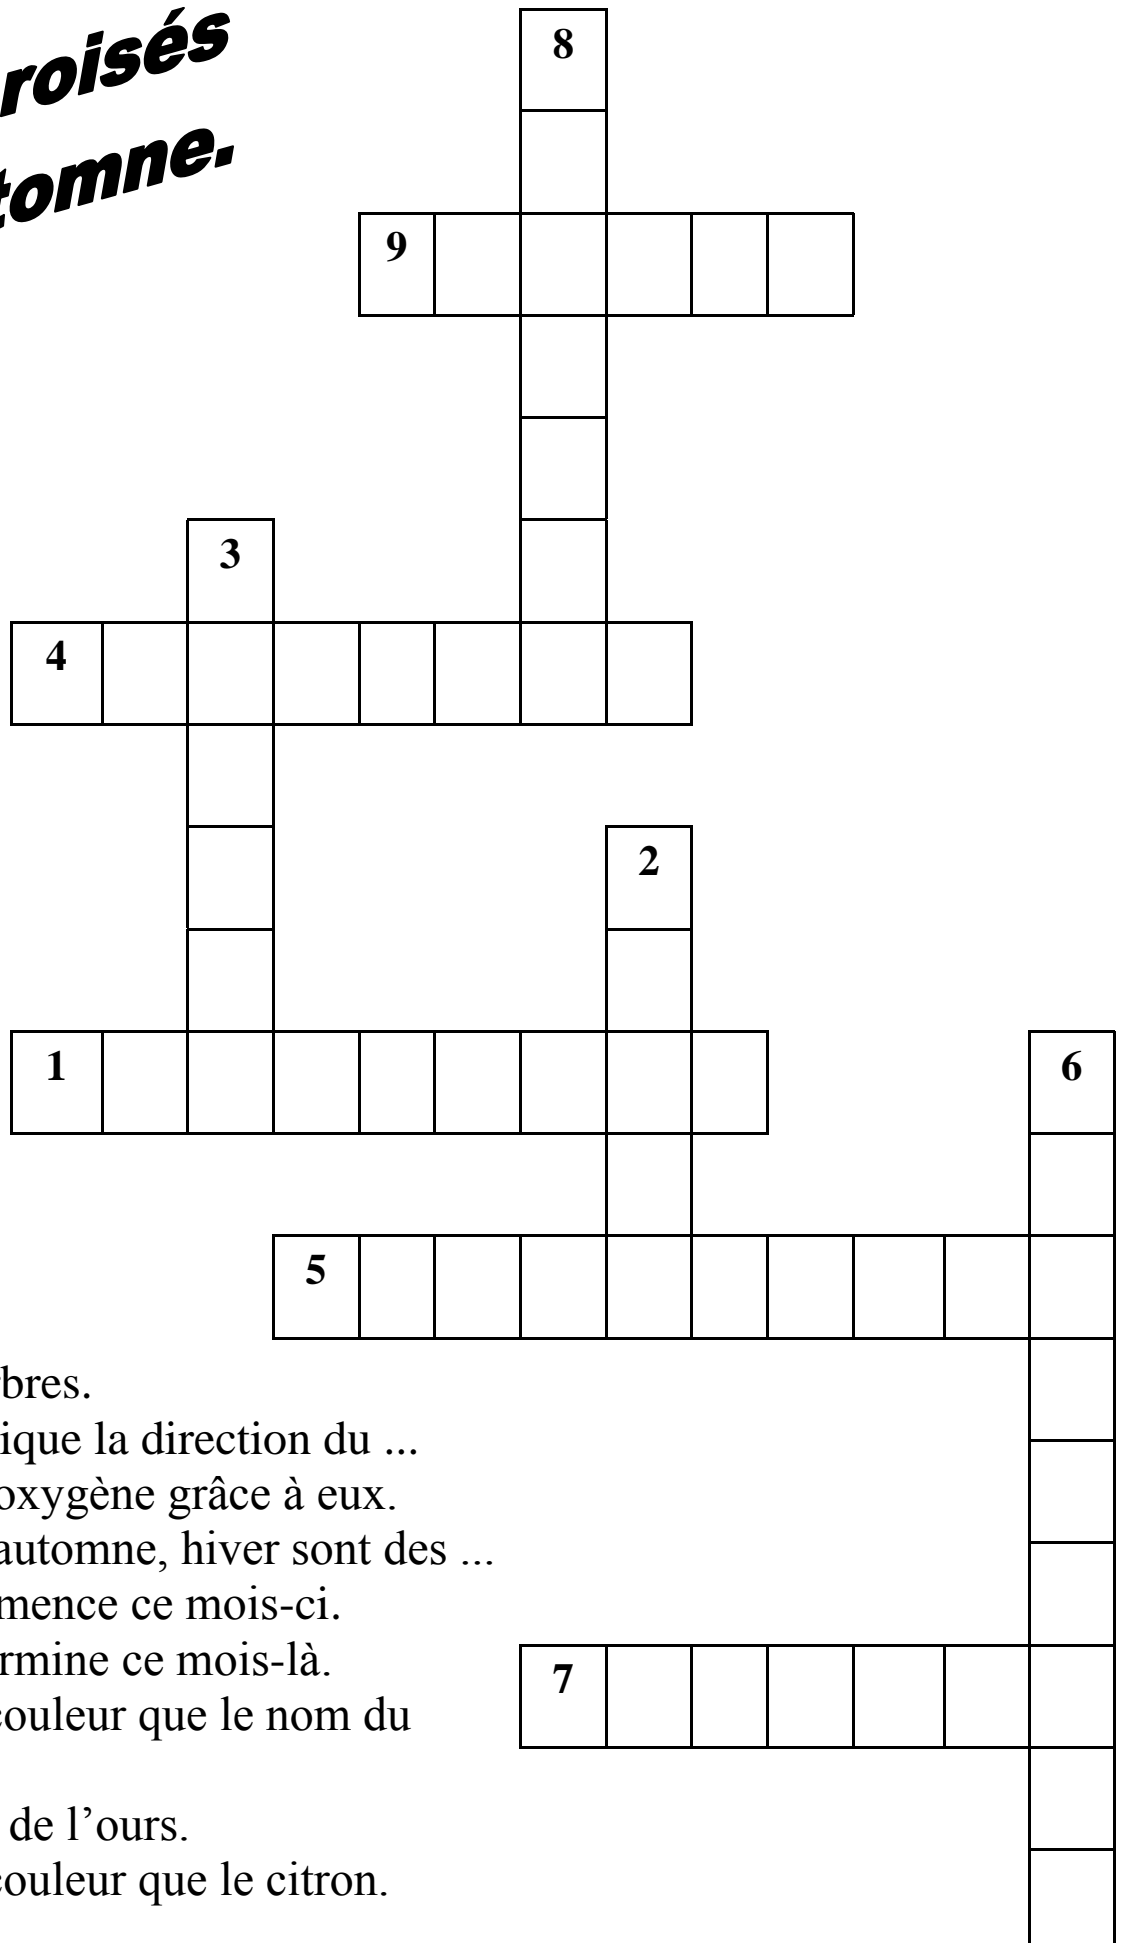 roisés
tomne.
8
9
3
4
2
1
6
5
bres.
ique la direction du ...
oxygène grâce à eux.
automne, hiver sont des ...
mence ce mois-ci.
rmine ce mois-là.
7
couleur que le nom du
de l’ours.
couleur que le citron.